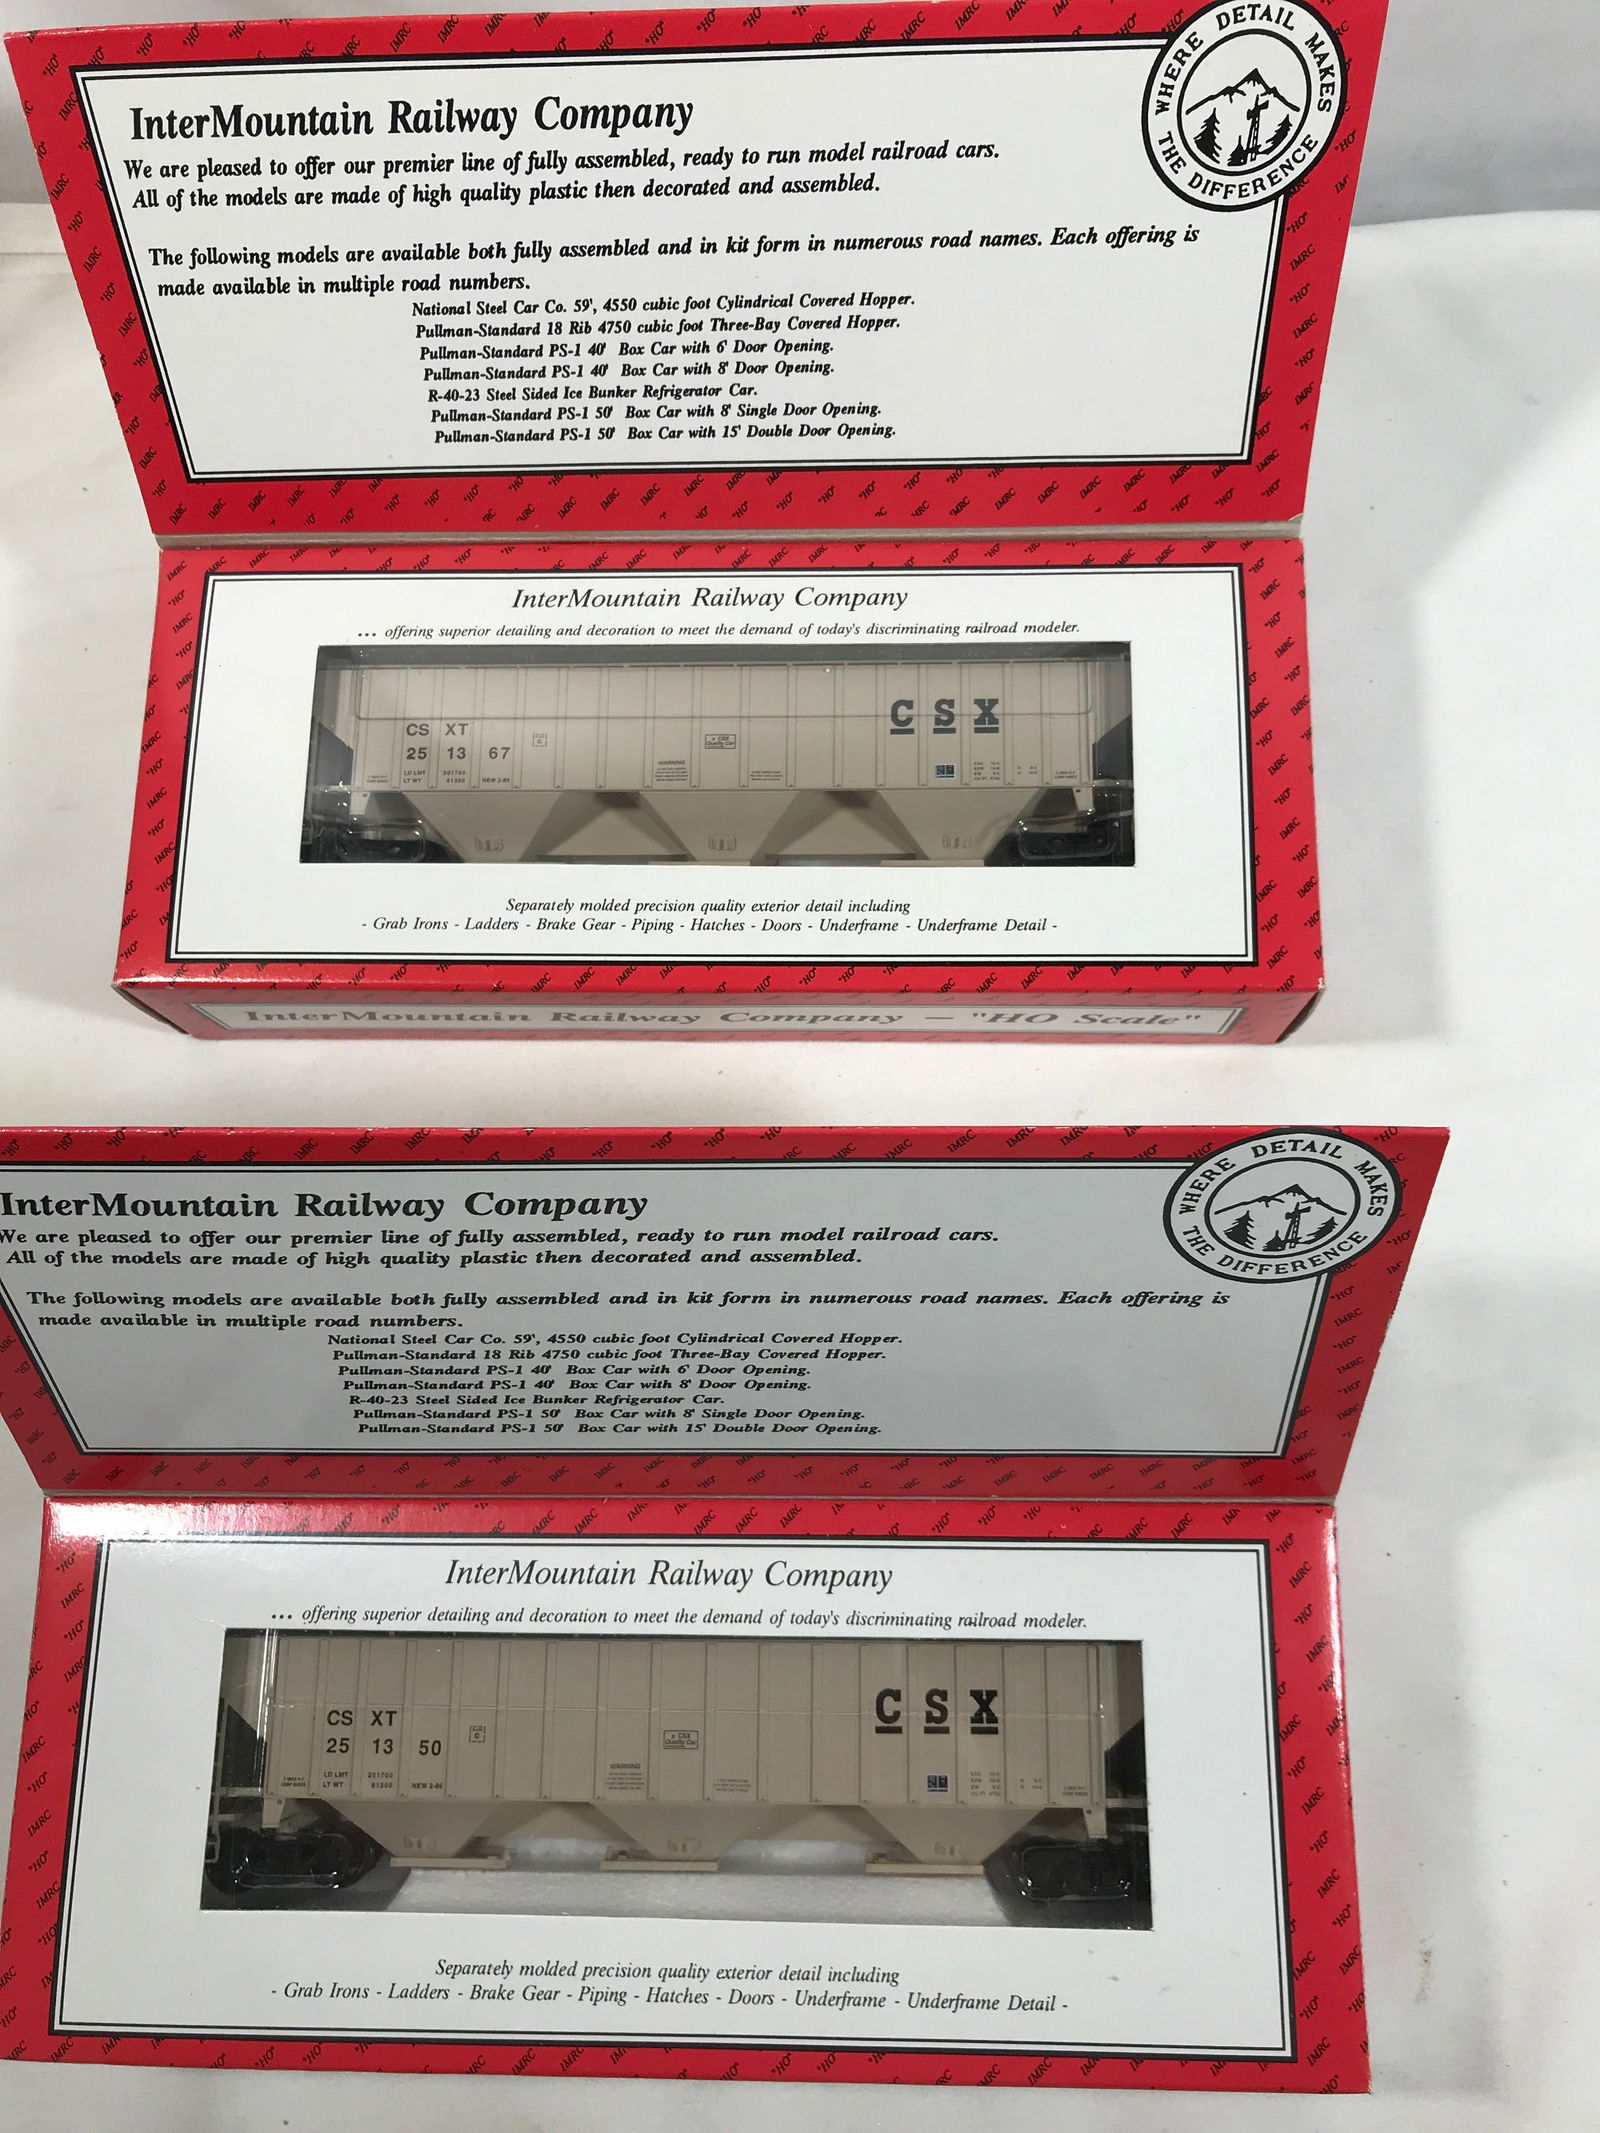 InterMountain Railway Company
WHERE DETAIL MAKES THE DIFFERENCE
We are pleased to offer our premier line of fully assembled, ready to run model railroad cars.
All of the models are made of high quality plastic then decorated and assembled.
The following models are available both fully assembled and in kit form in numerous road names. Each offering is
made available in multiple road numbers.
National Steel Car Co. 59', 4550 cubic foot Cylindrical Covered Hopper.
Pullman-Standard 18 Rib 4750 cubic foot Three-Bay Covered Hopper.
Pullman-Standard PS-1 40' Box Car with 6' Door Opening.
Pullman-Standard PS-1 40' Box Car with 8' Door Opening.
R-40-23 Steel Sided Ice Bunker Refrigerator Car.
Pullman-Standard PS-1 50' Box Car with 8' Single Door Opening.
Pullman-Standard PS-1 50' Box Car with 15' Double Door Opening.
InterMountain Railway Company
... offering superior detailing and decoration to meet the demand of today's discriminating railroad modeler.
CSX
CS XT
25 13 67
a CSX
Quality Car
C
WARNING
LD LMT 201700
LT WT 61300 NEW 2-80
Separately molded precision quality exterior detail including
- Grab Irons - Ladders - Brake Gear - Piping - Hatches - Doors - Underframe - Underframe Detail -
InterMountain Railway Company — "HO Scale"
InterMountain Railway Company
WHERE DETAIL MAKES THE DIFFERENCE
We are pleased to offer our premier line of fully assembled, ready to run model railroad cars.
All of the models are made of high quality plastic then decorated and assembled.
The following models are available both fully assembled and in kit form in numerous road names. Each offering is
made available in multiple road numbers.
National Steel Car Co. 59', 4550 cubic foot Cylindrical Covered Hopper.
Pullman-Standard 18 Rib 4750 cubic foot Three-Bay Covered Hopper.
Pullman-Standard PS-1 40' Box Car with 6' Door Opening.
Pullman-Standard PS-1 40' Box Car with 8' Door Opening.
R-40-23 Steel Sided Ice Bunker Refrigerator Car.
Pullman-Standard PS-1 50' Box Car with 8' Single Door Opening.
Pullman-Standard PS-1 50' Box Car with 15' Double Door Opening.
InterMountain Railway Company
... offering superior detailing and decoration to meet the demand of today's discriminating railroad modeler.
CSX
CS XT
25 13 50
a CSX
Quality Car
C
WARNING
LD LMT 201700
LT WT 61300 NEW 2-80
Separately molded precision quality exterior detail including
- Grab Irons - Ladders - Brake Gear - Piping - Hatches - Doors - Underframe - Underframe Detail -